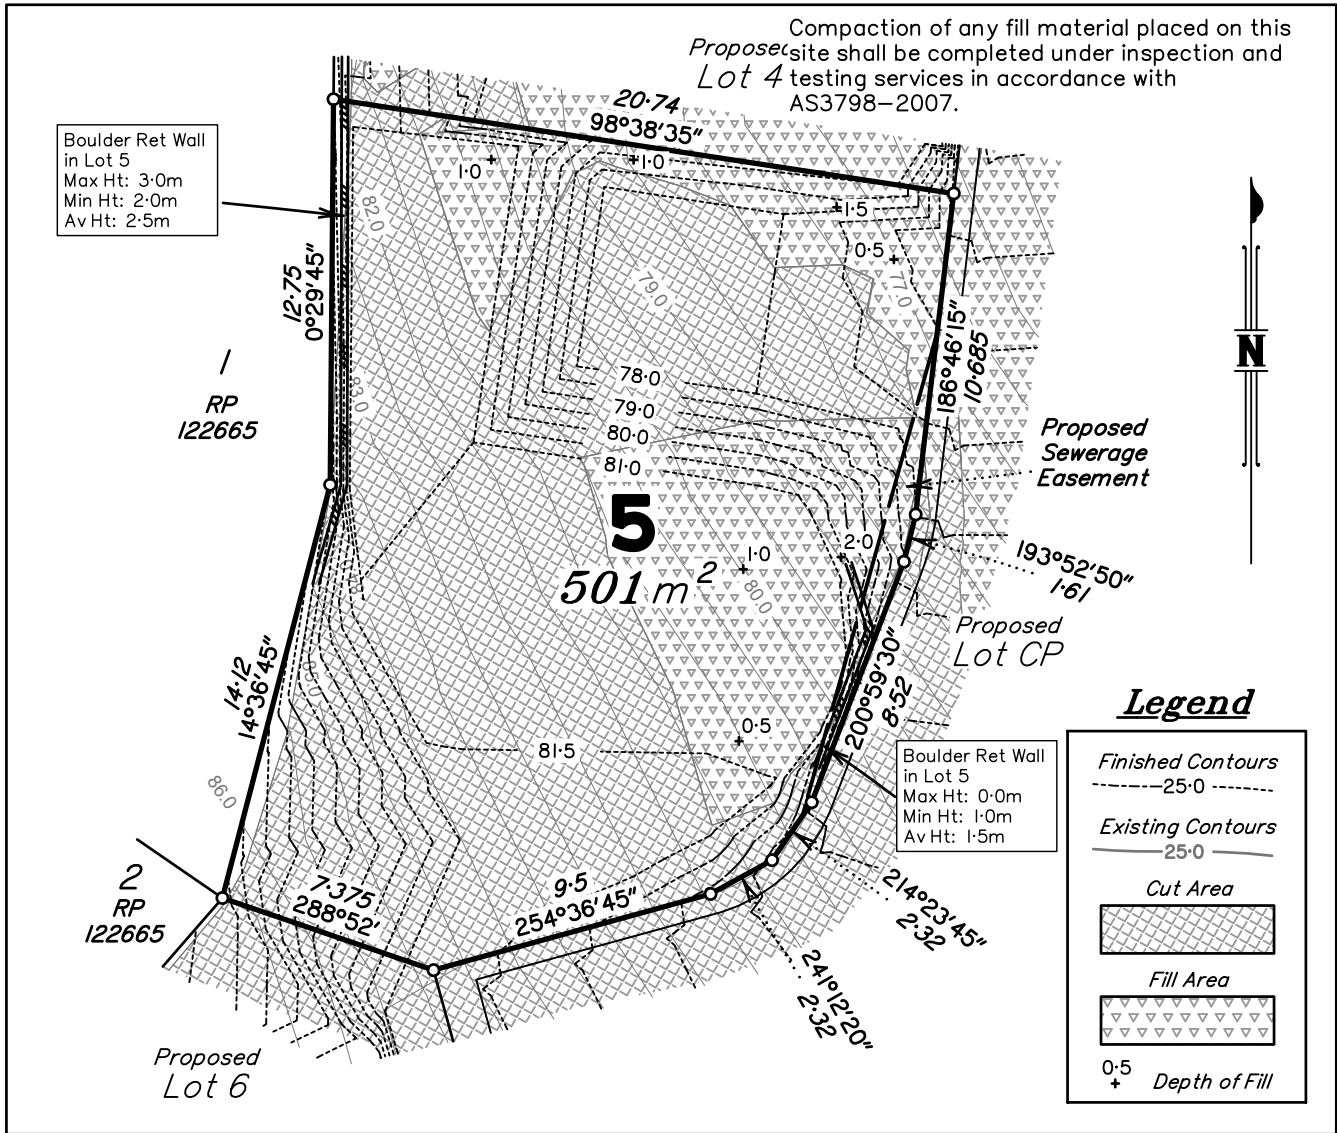 Compaction of any fill material placed on this
site shall be completed under inspection and
testing services in accordance with
AS3798–2007.
Proposed
Lot 4
20·74
98°38'35"
Boulder Ret Wall
in Lot 5
Max Ht: 3·0m
Min Ht: 2·0m
Av Ht: 2·5m
1·0
1·0
1·5
0·5
82.0
79.0
77.0
12·75
0°29'45"
186°46'15"
10·685
N
1
RP
122665
83.0
78·0
79·0
80·0
81·0
Proposed
Sewerage
Easement
5
501 m²
1·0
2·0
80.0
193°52'50"
1·61
Proposed
Lot CP
14·12
14°36'45"
200°59'30"
8·52
0·5
81·5
86.0
Boulder Ret Wall
in Lot 5
Max Ht: 0·0m
Min Ht: 1·0m
Av Ht: 1·5m
2
RP
122665
7·375
288°52'
9·5
254°36'45"
214°23'45"
2·32
241°12'20"
2·32
Proposed
Lot 6
Legend
Finished Contours
25·0
Existing Contours
25·0
Cut Area
Fill Area
0·5
Depth of Fill